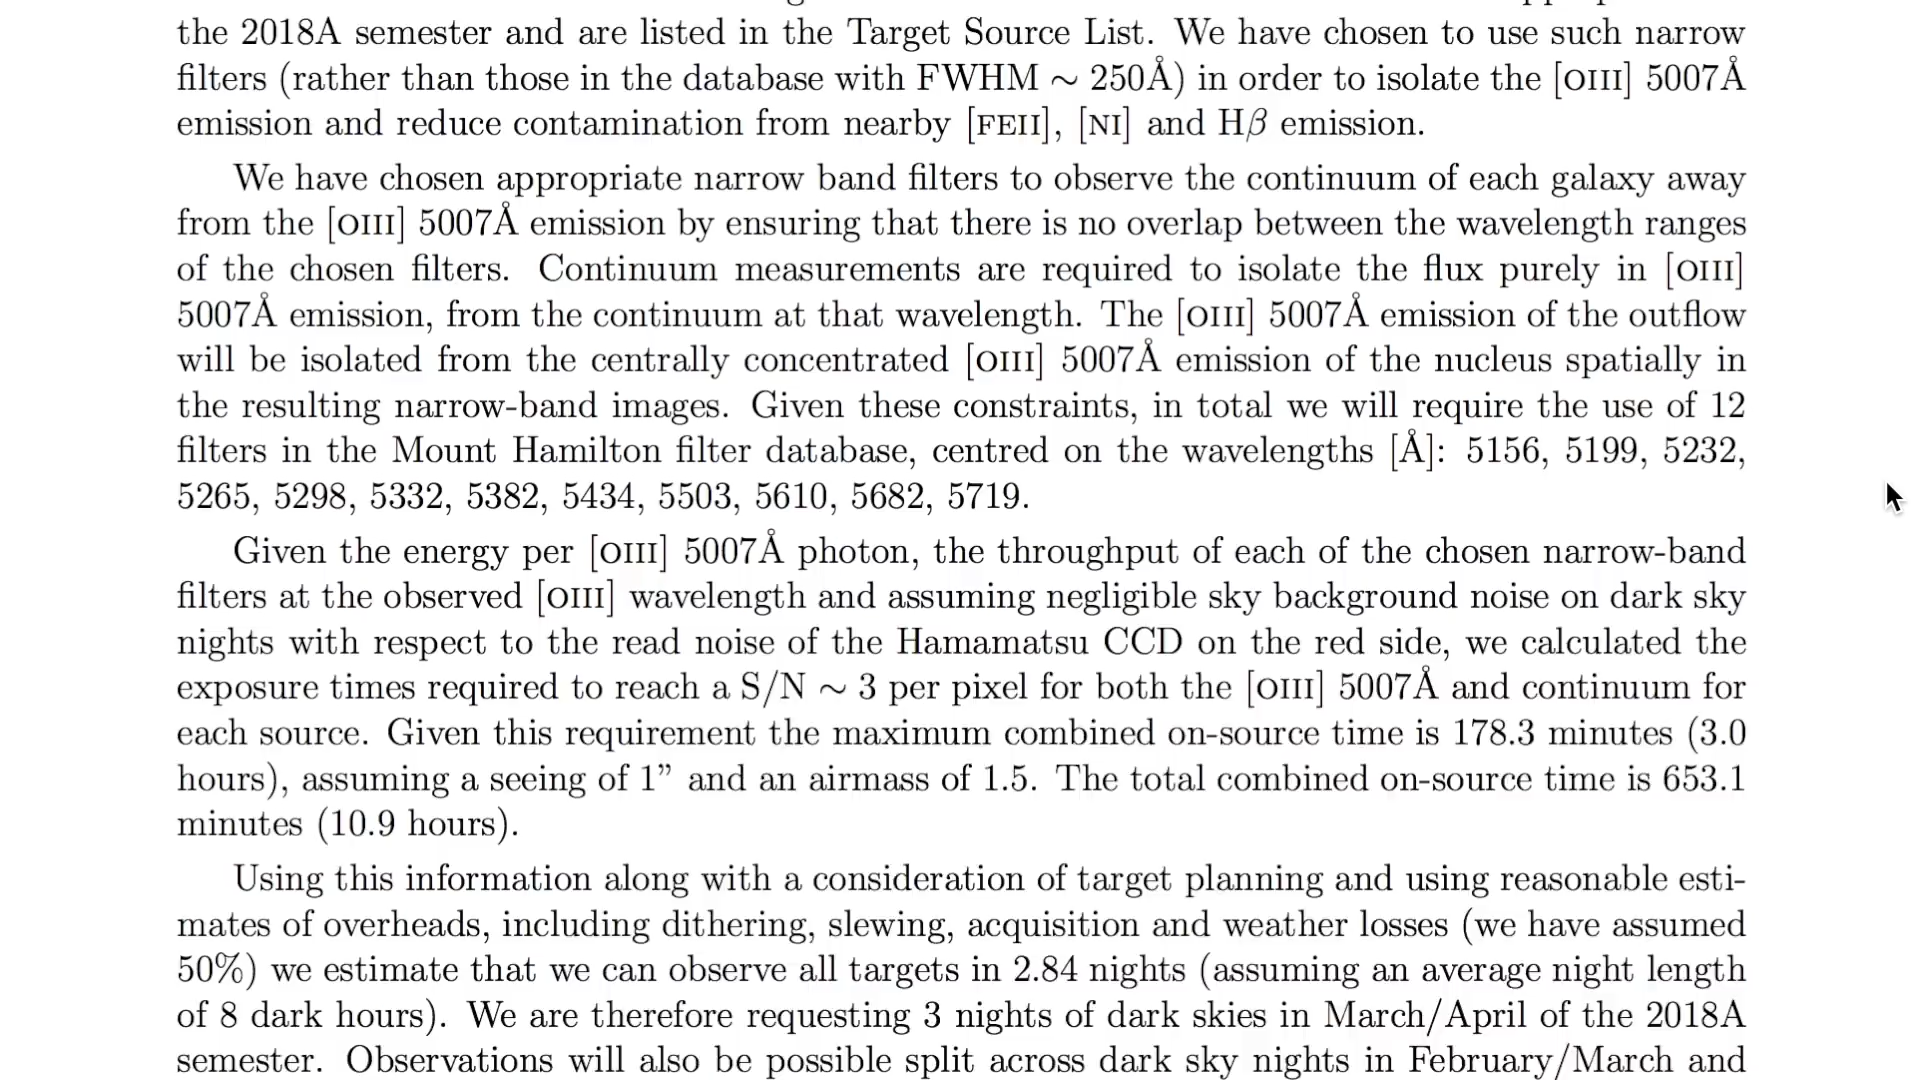 the 2018A semester and are listed in the Target Source List. We have chosen to use such narrow
filters (rather than those in the database with FWHM ∼ 250Å) in order to isolate the [OIII] 5007Å
emission and reduce contamination from nearby [FEII], [NI] and Hβ emission.
We have chosen appropriate narrow band filters to observe the continuum of each galaxy away
from the [OIII] 5007Å emission by ensuring that there is no overlap between the wavelength ranges
of the chosen filters. Continuum measurements are required to isolate the flux purely in [OIII]
5007Å emission, from the continuum at that wavelength. The [OIII] 5007Å emission of the outflow
will be isolated from the centrally concentrated [OIII] 5007Å emission of the nucleus spatially in
the resulting narrow-band images. Given these constraints, in total we will require the use of 12
filters in the Mount Hamilton filter database, centred on the wavelengths [Å]: 5156, 5199, 5232,
5265, 5298, 5332, 5382, 5434, 5503, 5610, 5682, 5719.
Given the energy per [OIII] 5007Å photon, the throughput of each of the chosen narrow-band
filters at the observed [OIII] wavelength and assuming negligible sky background noise on dark sky
nights with respect to the read noise of the Hamamatsu CCD on the red side, we calculated the
exposure times required to reach a S/N ∼ 3 per pixel for both the [OIII] 5007Å and continuum for
each source. Given this requirement the maximum combined on-source time is 178.3 minutes (3.0
hours), assuming a seeing of 1” and an airmass of 1.5. The total combined on-source time is 653.1
minutes (10.9 hours).
Using this information along with a consideration of target planning and using reasonable esti-
mates of overheads, including dithering, slewing, acquisition and weather losses (we have assumed
50%) we estimate that we can observe all targets in 2.84 nights (assuming an average night length
of 8 dark hours). We are therefore requesting 3 nights of dark skies in March/April of the 2018A
semester. Observations will also be possible split across dark sky nights in February/March and